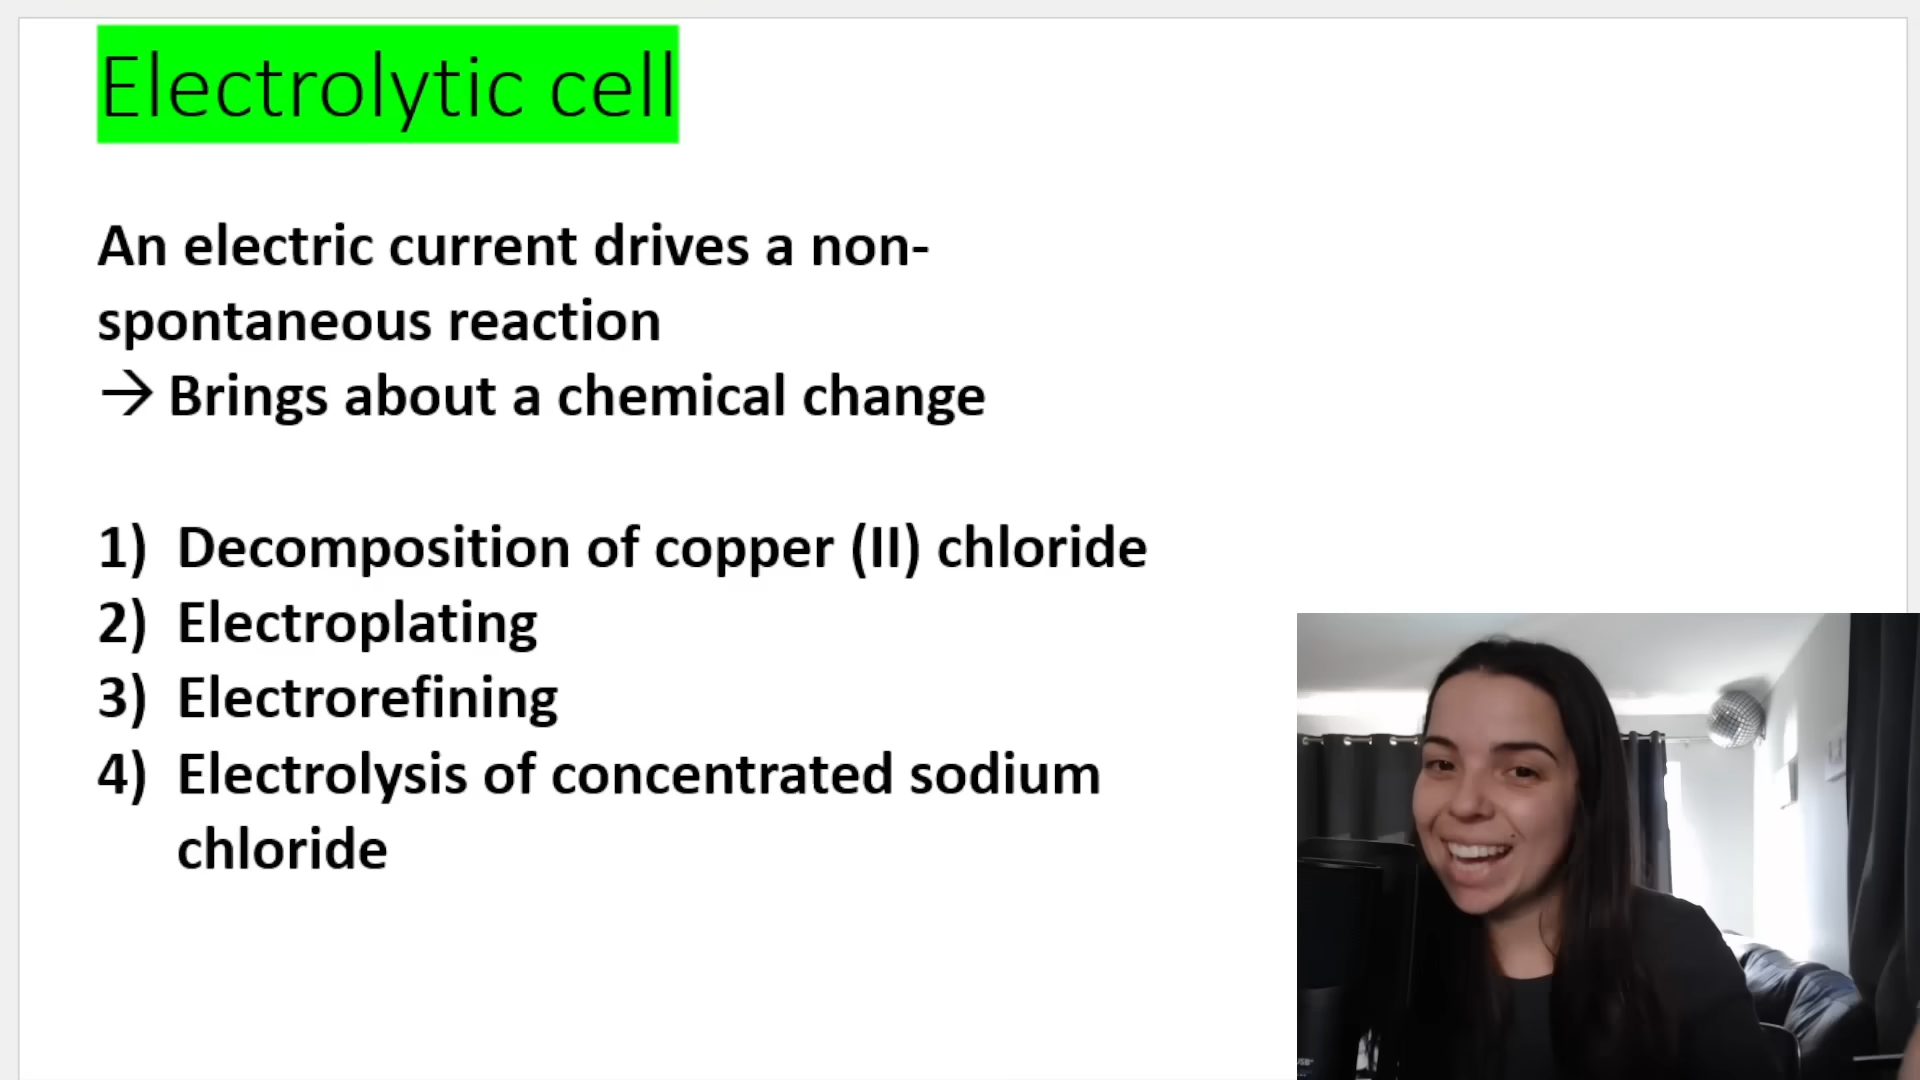 Electrolytic cell
An electric current drives a non-
spontaneous reaction
→ Brings about a chemical change
1) Decomposition of copper (II) chloride
2) Electroplating
3) Electrorefining
4) Electrolysis of concentrated sodium
chloride